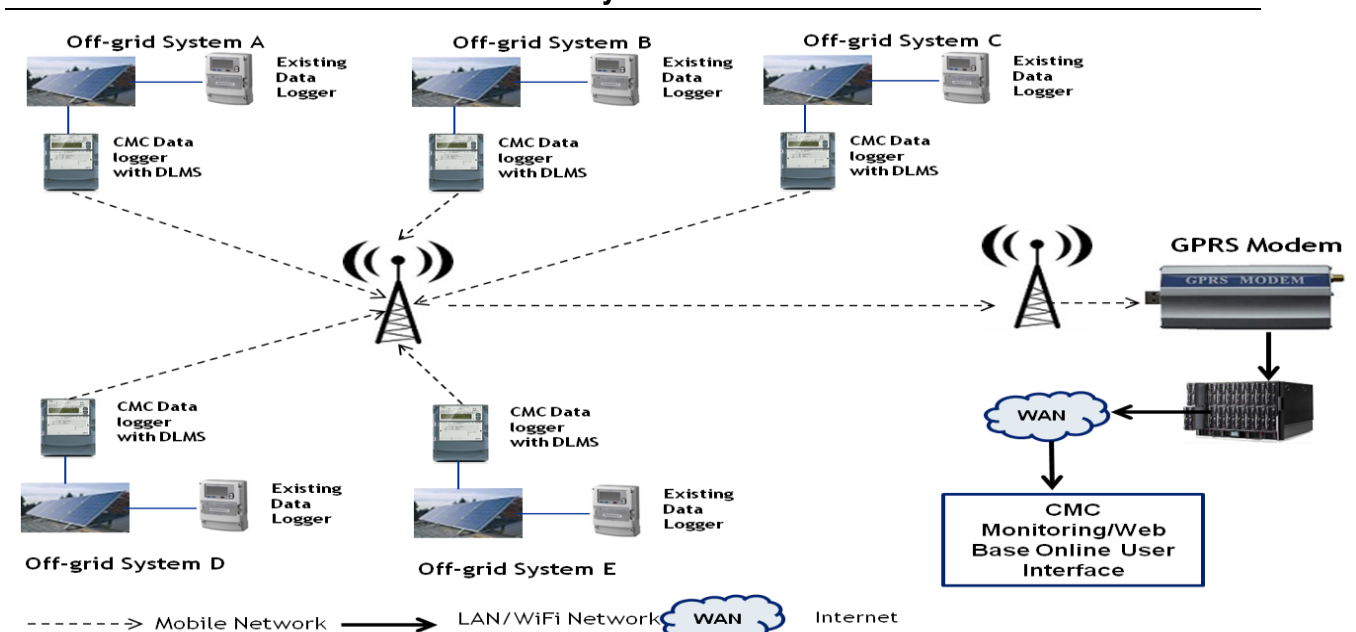 Off-grid System A
Existing
Data
Logger
CMC Data
logger
with DLMS
Off-grid System B
Existing
Data
Logger
CMC Data
logger
with DLMS
Off-grid System C
Existing
Data
Logger
CMC Data
logger
with DLMS
GPRS Modem
GPRS MODEM
CMC Data
logger
with DLMS
Existing
Data
Logger
Off-grid System D
CMC Data
logger
with DLMS
Existing
Data
Logger
Off-grid System E
WAN
CMC
Monitoring/Web
Base Online User
Interface
Mobile Network
LAN/WiFi Network
WAN
Internet